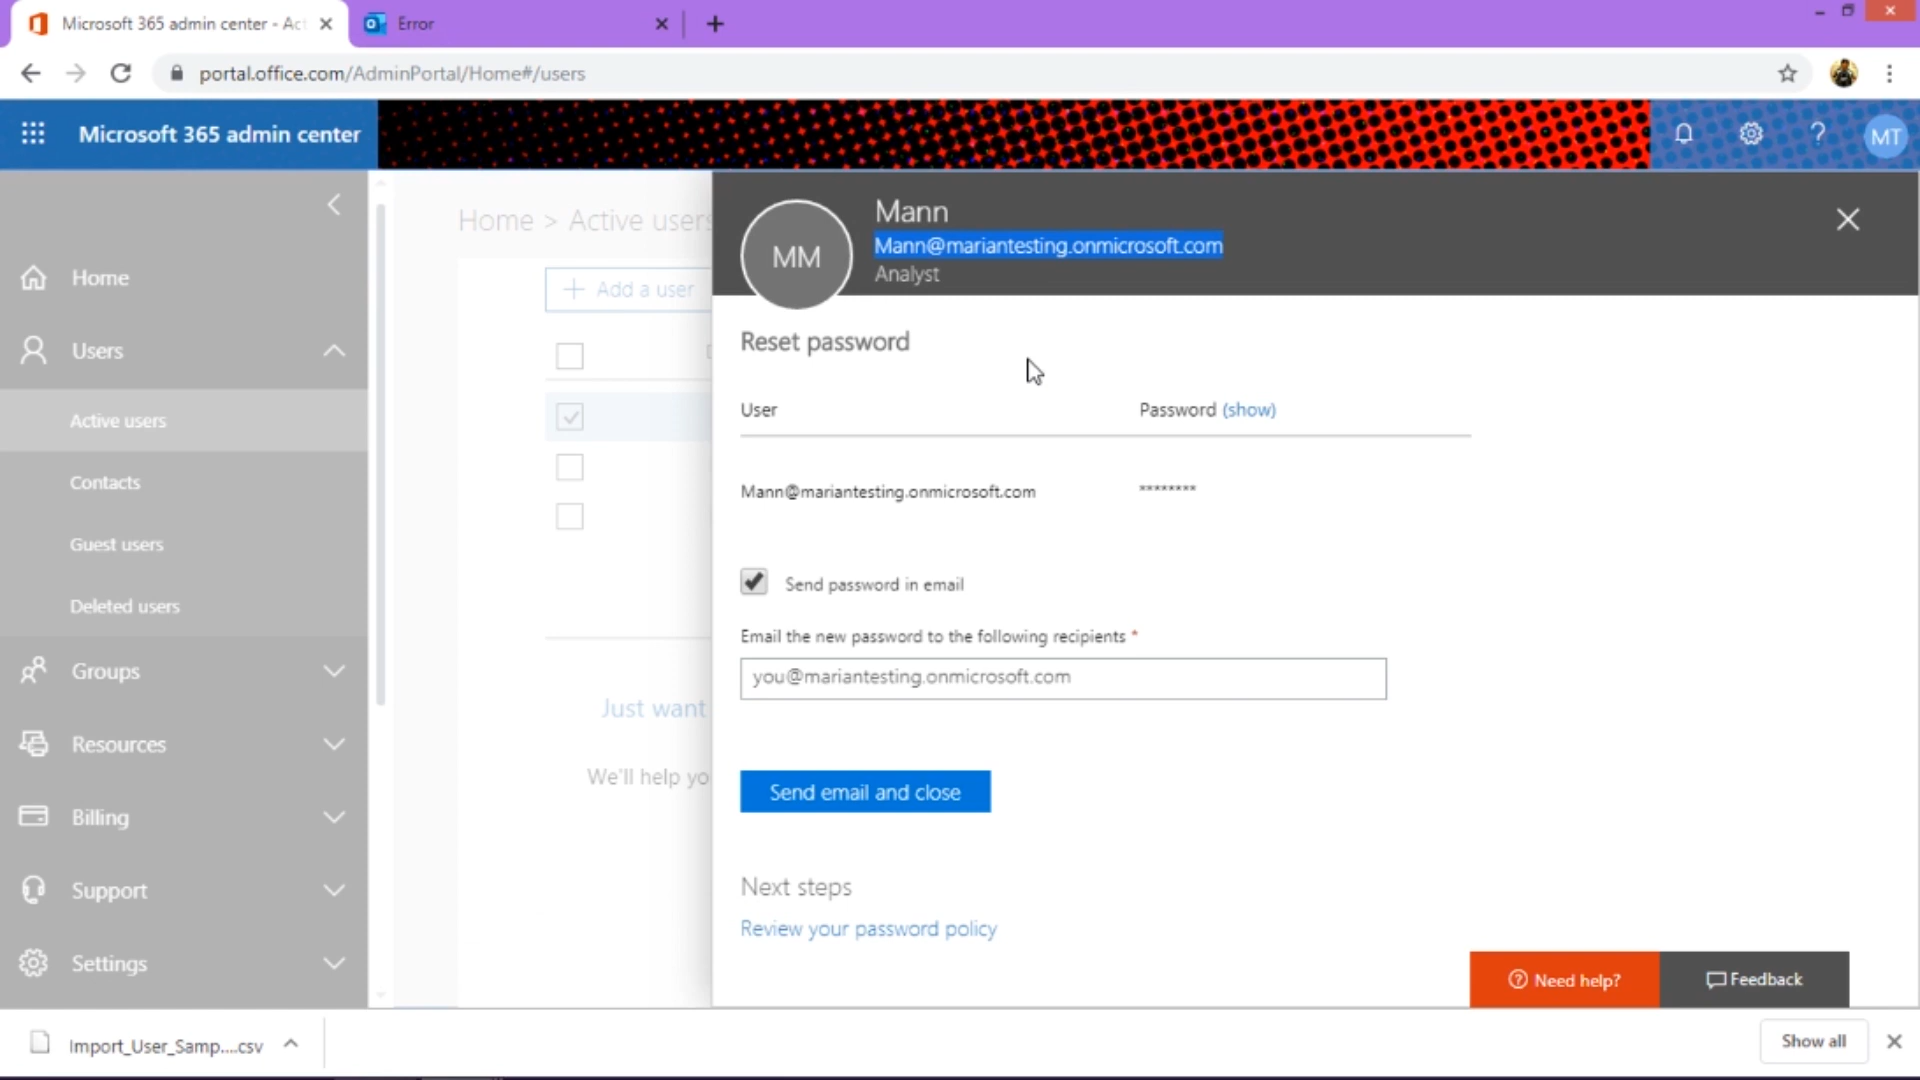 Microsoft 365 admin center - Act
Error
portal.office.com/AdminPortal/Home#/users
Microsoft 365 admin center
MT
Home
Users
Active users
Contacts
Guest users
Deleted users
Groups
Resources
Billing
Support
Settings
Home > Active users
Add a user
Just want
We'll help yo
MM
Mann
Mann@mariantesting.onmicrosoft.com
Analyst
Reset password
User Password (show)
Mann@mariantesting.onmicrosoft.com ********
Send password in email
Email the new password to the following recipients *
you@mariantesting.onmicrosoft.com
Send email and close
Next steps
Review your password policy
Need help? Feedback
Import_User_Samp....csv
Show all